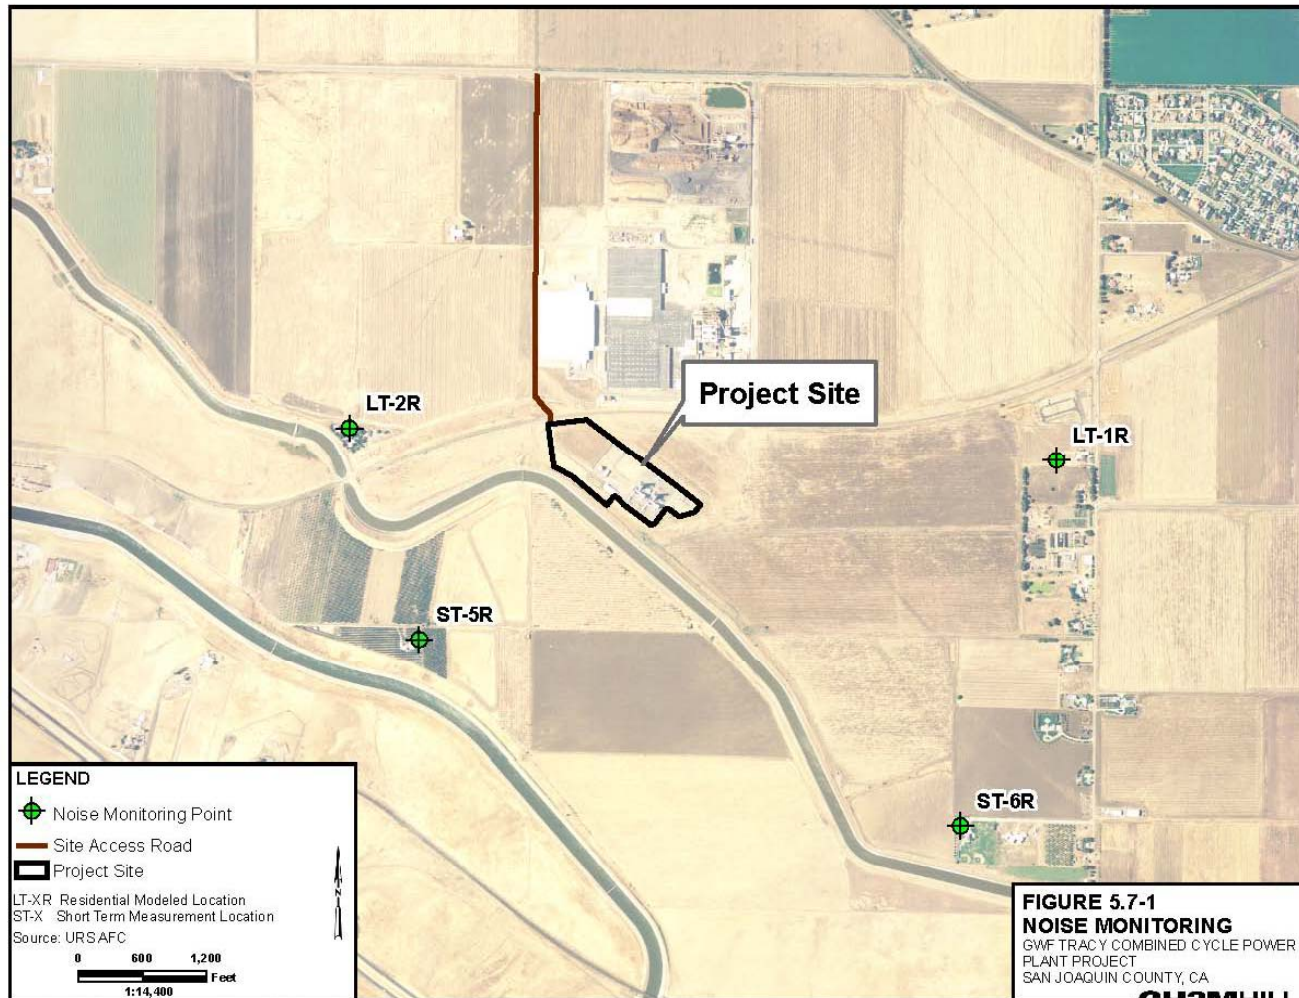 Project Site
LT-2R
LT-1R
ST-5R
ST-6R
LEGEND
Noise Monitoring Point
Site Access Road
Project Site
LT-XR Residential Modeled Location
ST-X Short Term Measurement Location
Source: URS AFC
0 600 1,200
Feet
1:14,400
N
FIGURE 5.7-1
NOISE MONITORING
GWF TRACY COMBINED CYCLE POWER
PLANT PROJECT
SAN JOAQUIN COUNTY, CA